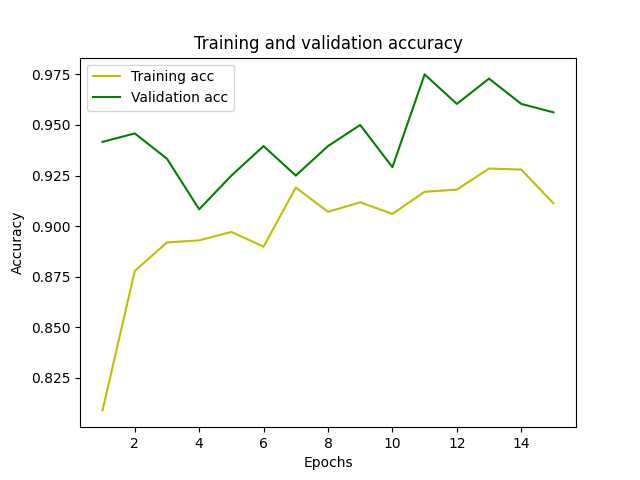 Training and validation accuracy
Training acc
Validation acc
0.975
0.950
0.925
0.900
0.875
0.850
0.825
Accuracy
2 4 6 8 10 12 14
Epochs